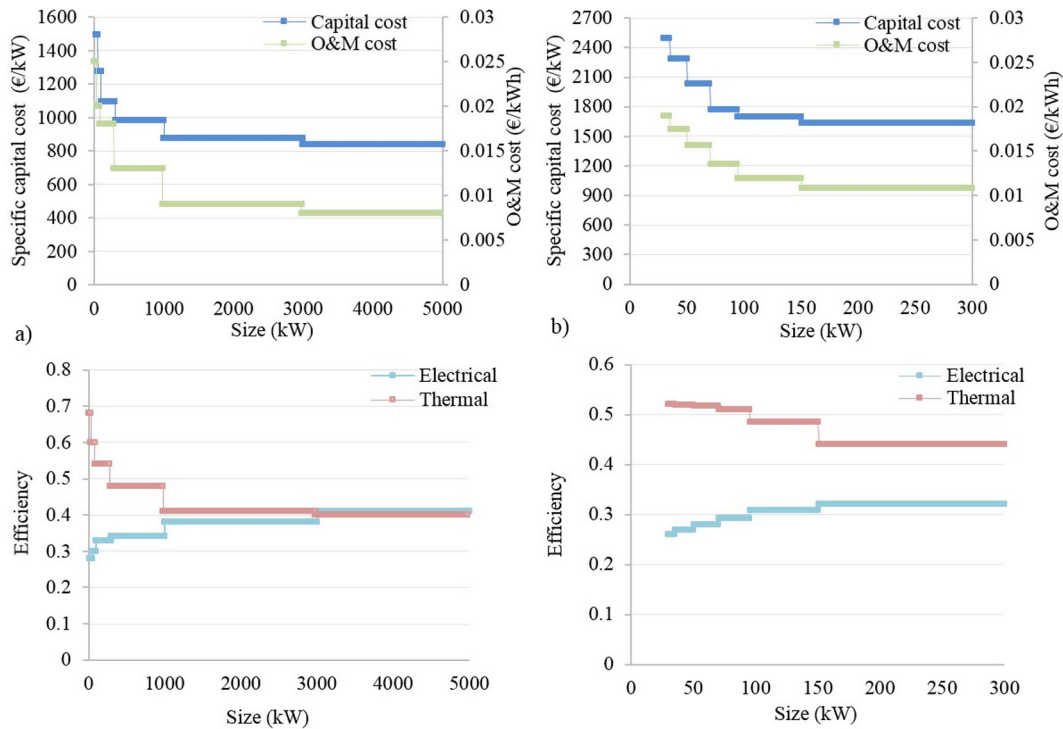 Capital cost
O&M cost
Specific capital cost (€/kW)
1600
1400
1200
1000
800
600
400
200
0
0.03
0.025
0.02
0.015
0.01
0.005
0
O&M cost (€/kWh)
0 1000 2000 3000 4000 5000
Size (kW)
a)
Capital cost
O&M cost
Specific capital cost (€/kW)
2700
2400
2100
1800
1500
1200
900
600
300
0
0.03
0.025
0.02
0.015
0.01
0.005
0
O&M cost (€/kWh)
0 50 100 150 200 250 300
Size (kW)
b)
Electrical
Thermal
Efficiency
0.8
0.7
0.6
0.5
0.4
0.3
0.2
0.1
0
0 1000 2000 3000 4000 5000
Size (kW)
Electrical
Thermal
Efficiency
0.6
0.5
0.4
0.3
0.2
0.1
0
0 50 100 150 200 250 300
Size (kW)